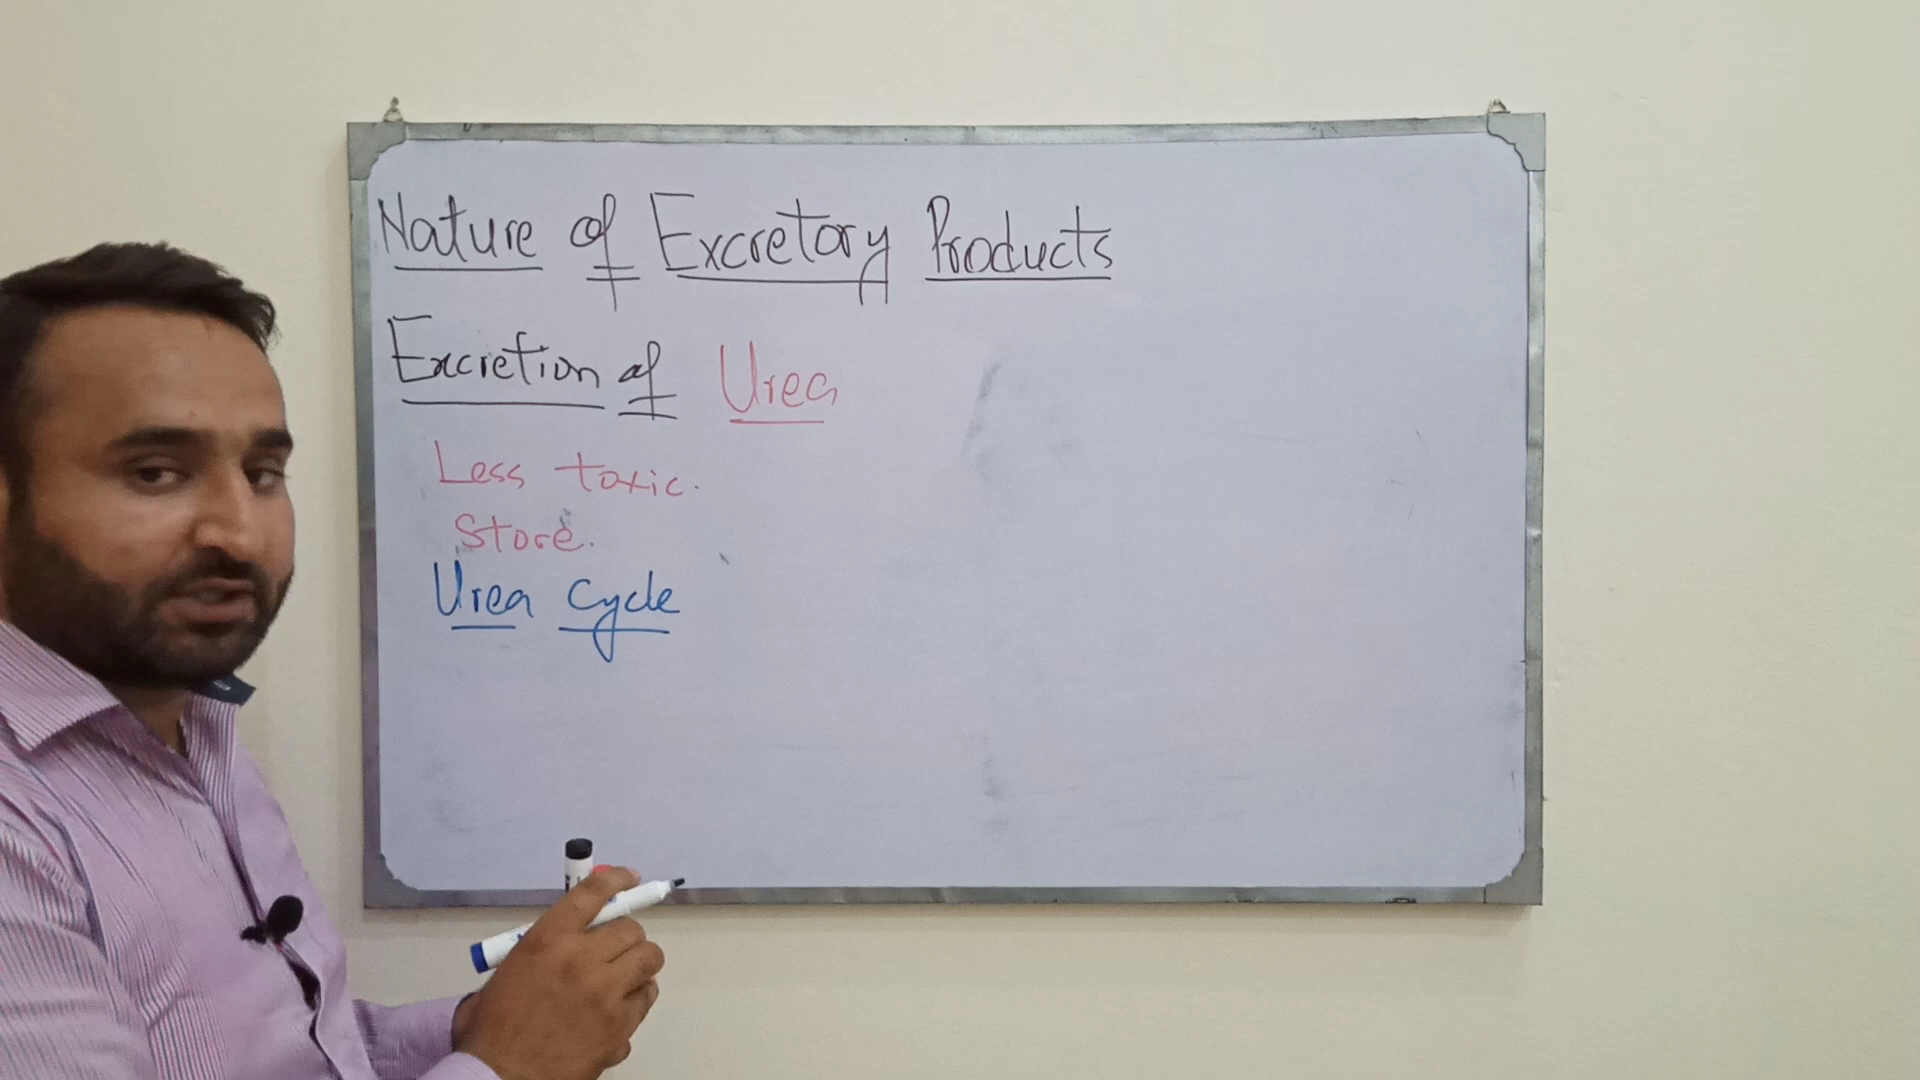 Nature of Excretory Products
Excretion of Urea
Less toxic.
Store.
Urea Cycle